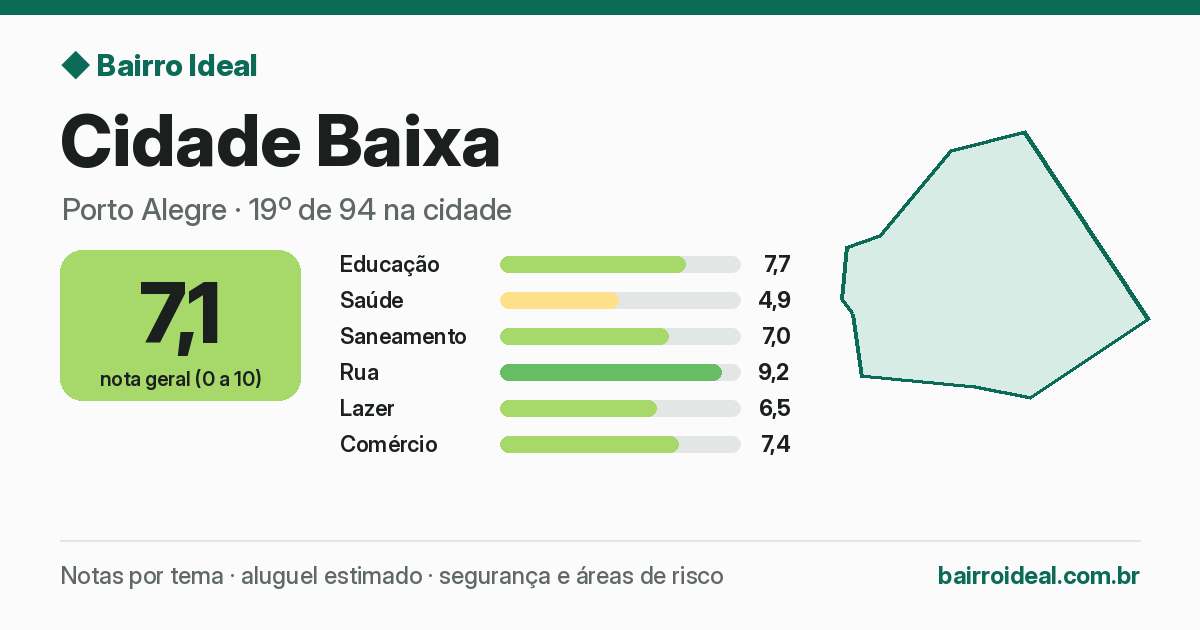 Bairro Ideal
Cidade Baixa
Porto Alegre · 19º de 94 na cidade
7,1
nota geral (0 a 10)
Educação 7,7
Saúde 4,9
Saneamento 7,0
Rua 9,2
Lazer 6,5
Comércio 7,4
Notas por tema · aluguel estimado · segurança e áreas de risco
bairroideal.com.br